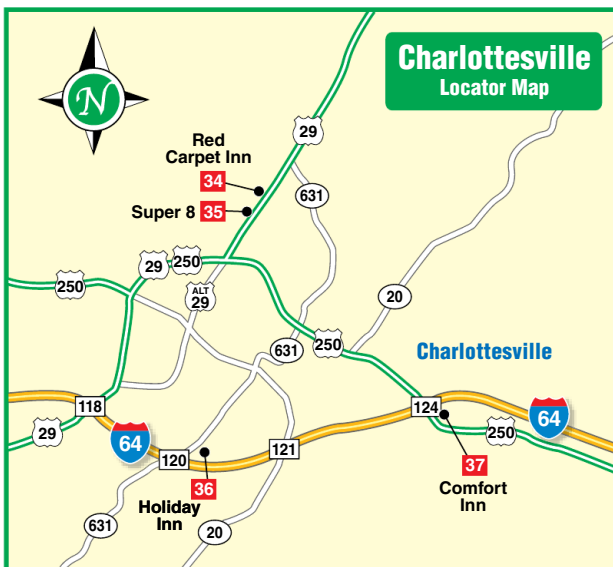 Charlottesville
Locator Map
N
29
Red
Carpet Inn
34
631
Super 8
35
29
250
250
ALT
29
20
631
250
Charlottesville
118
124
64
29
64
250
120
121
37
Comfort
Inn
36
Holiday
Inn
631
20